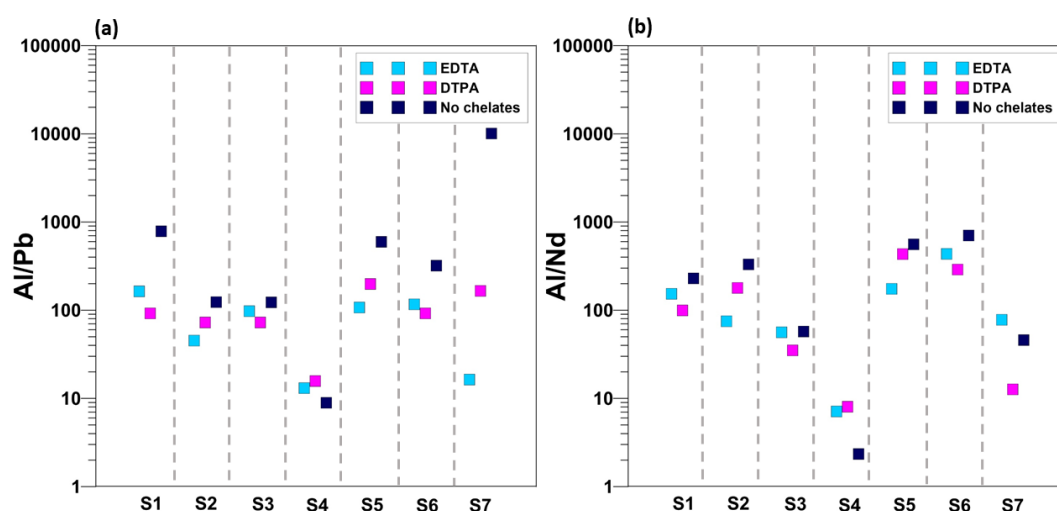 (a)
100000
10000
1000
100
10
1
Al/Pb
EDTA
DTPA
No chelates
S1 S2 S3 S4 S5 S6 S7
(b)
100000
10000
1000
100
10
1
Al/Nd
EDTA
DTPA
No chelates
S1 S2 S3 S4 S5 S6 S7